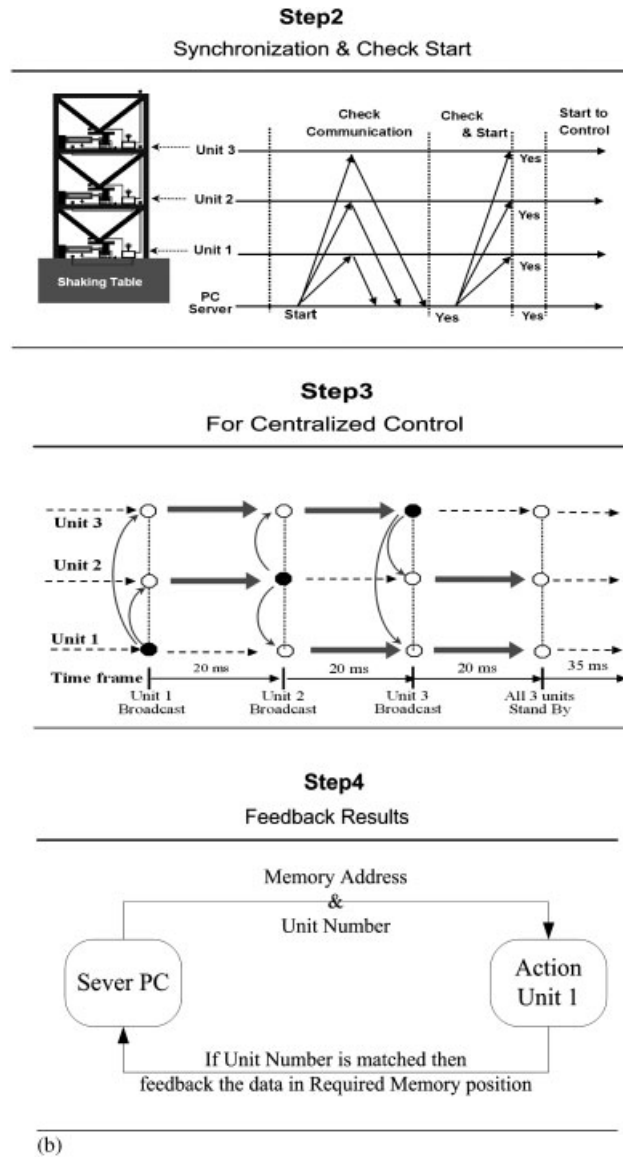 Step2
Synchronization & Check Start
Check
Communication
Check
& Start
Start to
Control
Unit 3
Yes
Unit 2
Yes
Unit 1
Yes
Shaking Table
PC
Server
Start
Yes
Yes
Step3
For Centralized Control
Unit 3
Unit 2
Unit 1
20 ms
20 ms
20 ms
35 ms
Time frame
Unit 1
Broadcast
Unit 2
Broadcast
Unit 3
Broadcast
All 3 units
Stand By
Step4
Feedback Results
Memory Address
&
Unit Number
Sever PC
Action
Unit 1
If Unit Number is matched then
feedback the data in Required Memory position
(b)